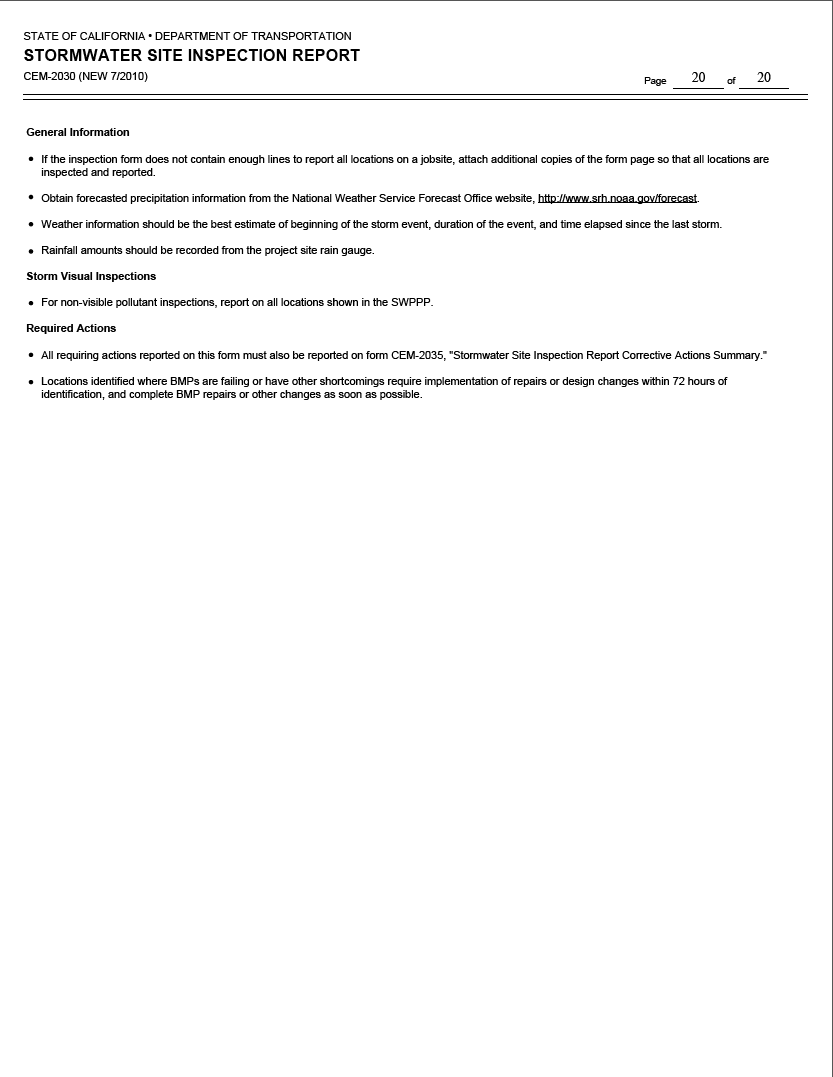 STATE OF CALIFORNIA • DEPARTMENT OF TRANSPORTATION
STORMWATER SITE INSPECTION REPORT
CEM-2030 (NEW 7/2010)
Page 20 of 20
General Information
• If the inspection form does not contain enough lines to report all locations on a jobsite, attach additional copies of the form page so that all locations are
inspected and reported.
• Obtain forecasted precipitation information from the National Weather Service Forecast Office website, http://www.srh.noaa.gov/forecast.
• Weather information should be the best estimate of beginning of the storm event, duration of the event, and time elapsed since the last storm.
• Rainfall amounts should be recorded from the project site rain gauge.
Storm Visual Inspections
• For non-visible pollutant inspections, report on all locations shown in the SWPPP.
Required Actions
• All requiring actions reported on this form must also be reported on form CEM-2035, "Stormwater Site Inspection Report Corrective Actions Summary."
• Locations identified where BMPs are failing or have other shortcomings require implementation of repairs or design changes within 72 hours of
identification, and complete BMP repairs or other changes as soon as possible.